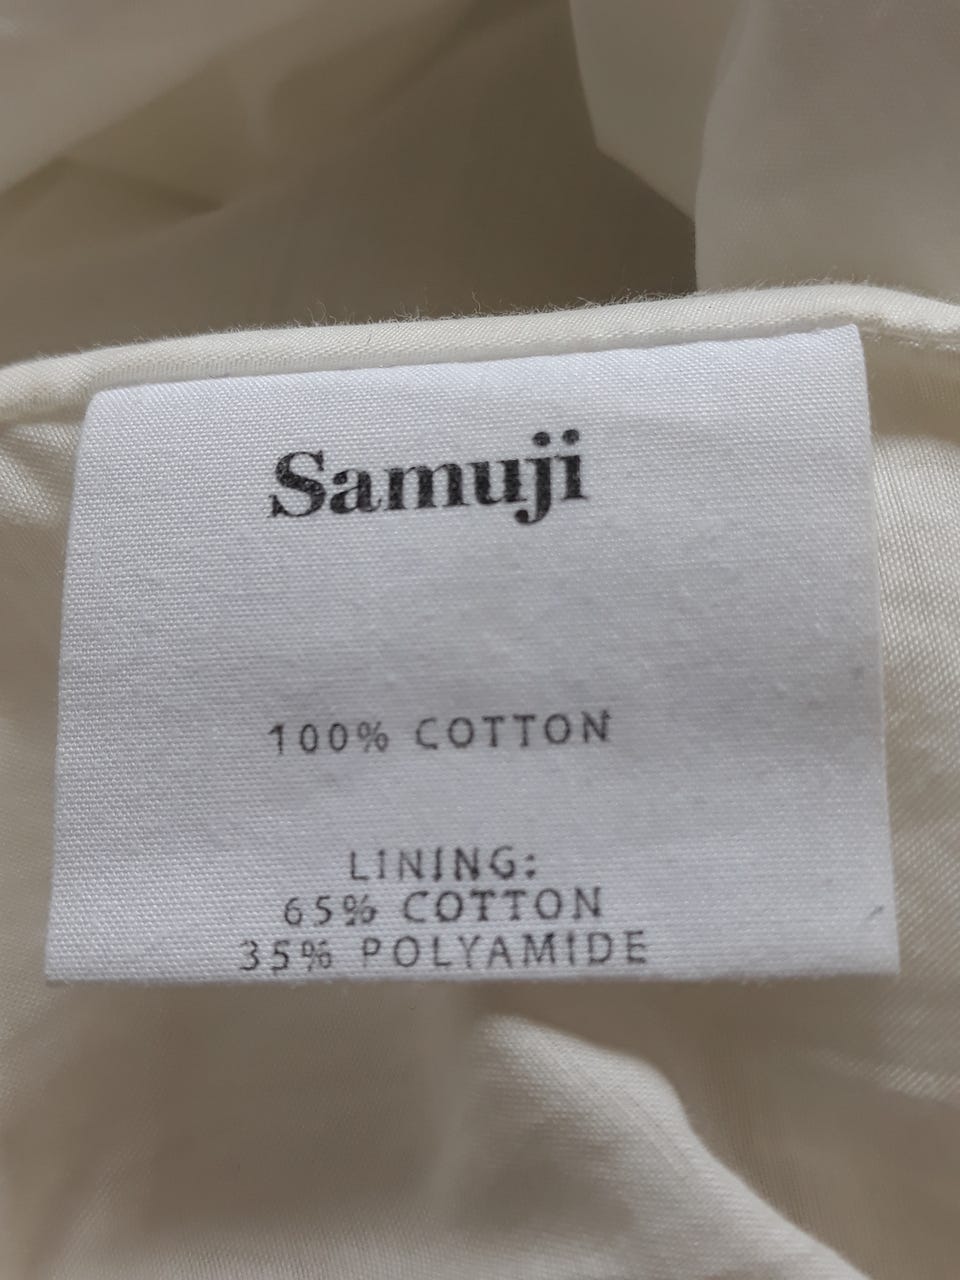 Samuji
100% COTTON
LINING:
65% COTTON
35% POLYAMIDE